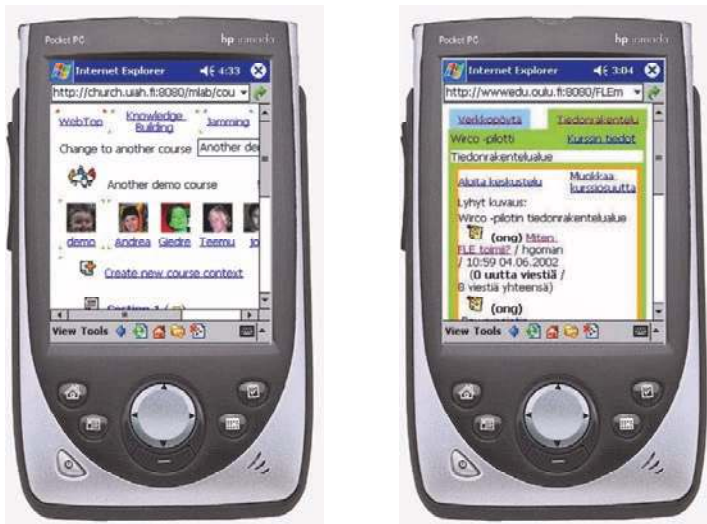 Pocket PC
hp
Internet Explorer 4:33
http://church.uiah.fi:8080/mlab/cou
WebTop
Knowledge
Building
Jamming
Change to another course Another de
Another demo course
demo Andrea Giedre Teemu jo
Create new course context
View Tools
Pocket PC
hp
Internet Explorer 3:04
http://wwwedu.oulu.fi:8080/FLEm
Verkkopöytä Tiedonrakentelu
Wirco -pilotti Kurssin tiedot
Tiedonrakentelualue
Aloita keskustelu
Muokkaa
kurssiosuutta
Lyhyt kuvaus:
Wirco -pilotin tiedonrakentelualue
(ong) Miten
FLE toimii? / hgoman
/ 10:59 04.06.2002
(0 uutta viestiä /
8 viestiä yhteensä)
(ong)
View Tools